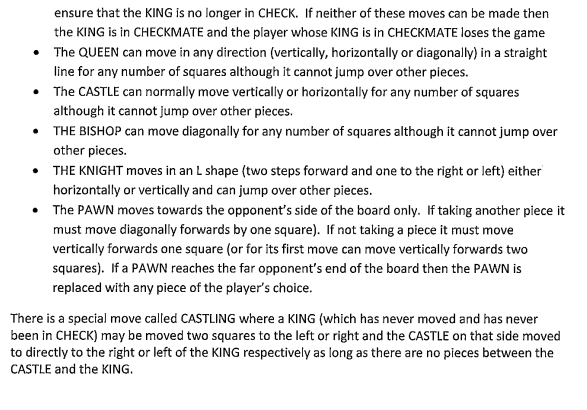 ensure that the KING is no longer in CHECK.  If neither of these moves can be made then
the KING is in CHECKMATE and the player whose KING is in CHECKMATE loses the game
• The QUEEN can move in any direction (vertically, horizontally or diagonally) in a straight
line for any number of squares although it cannot jump over other pieces.
• The CASTLE can normally move vertically or horizontally for any number of squares
although it cannot jump over other pieces.
• THE BISHOP can move diagonally for any number of squares although it cannot jump over
other pieces.
• THE KNIGHT moves in an L shape (two steps forward and one to the right or left) either
horizontally or vertically and can jump over other pieces.
• The PAWN moves towards the opponent's side of the board only.  If taking another piece it
must move diagonally forwards by one square).  If not taking a piece it must move
vertically forwards one square (or for its first move can move vertically forwards two
squares).  If a PAWN reaches the far opponent's end of the board then the PAWN is
replaced with any piece of the player's choice.
There is a special move called CASTLING where a KING (which has never moved and has never
been in CHECK) may be moved two squares to the left or right and the CASTLE on that side moved
to directly to the right or left of the KING respectively as long as there are no pieces between the
CASTLE and the KING.